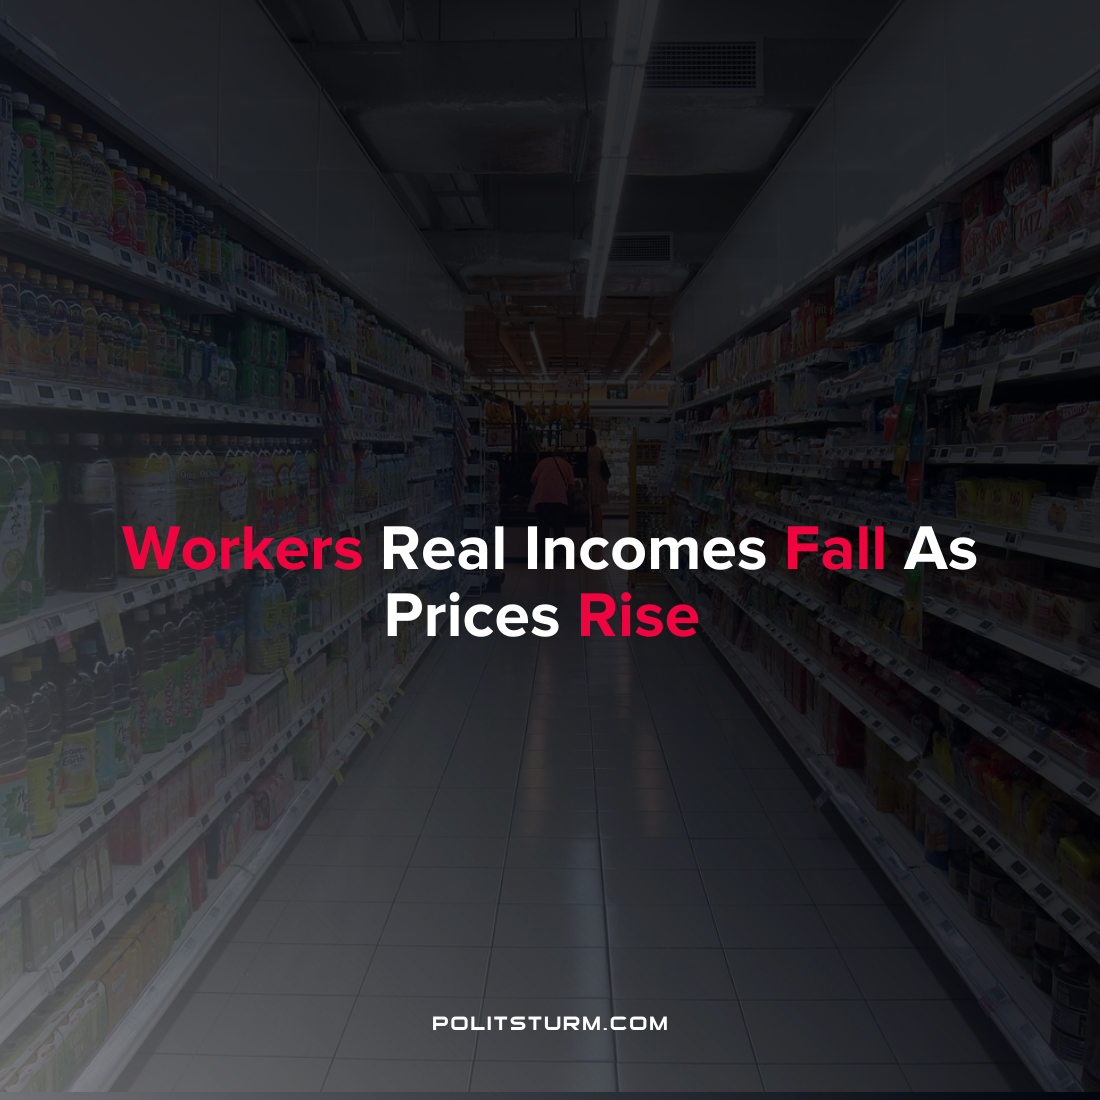 Workers Real Incomes Fall As
Prices Rise
POLITSTURM.COM